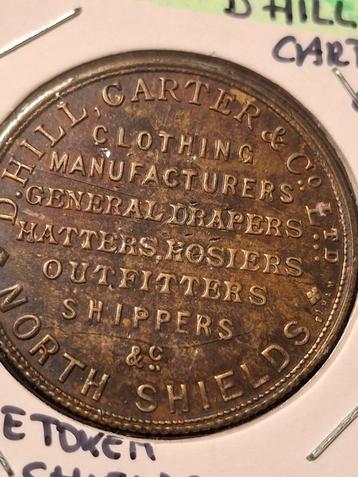 D HILL
CART
D. HILL, CARTER & Co. LTD.
CLOTHING
MANUFACTURERS
GENERAL DRAPERS
HATTERS, HOSIERS
OUTFITTERS
SHIPPERS
&c
NORTH SHIELDS
E TOKEN